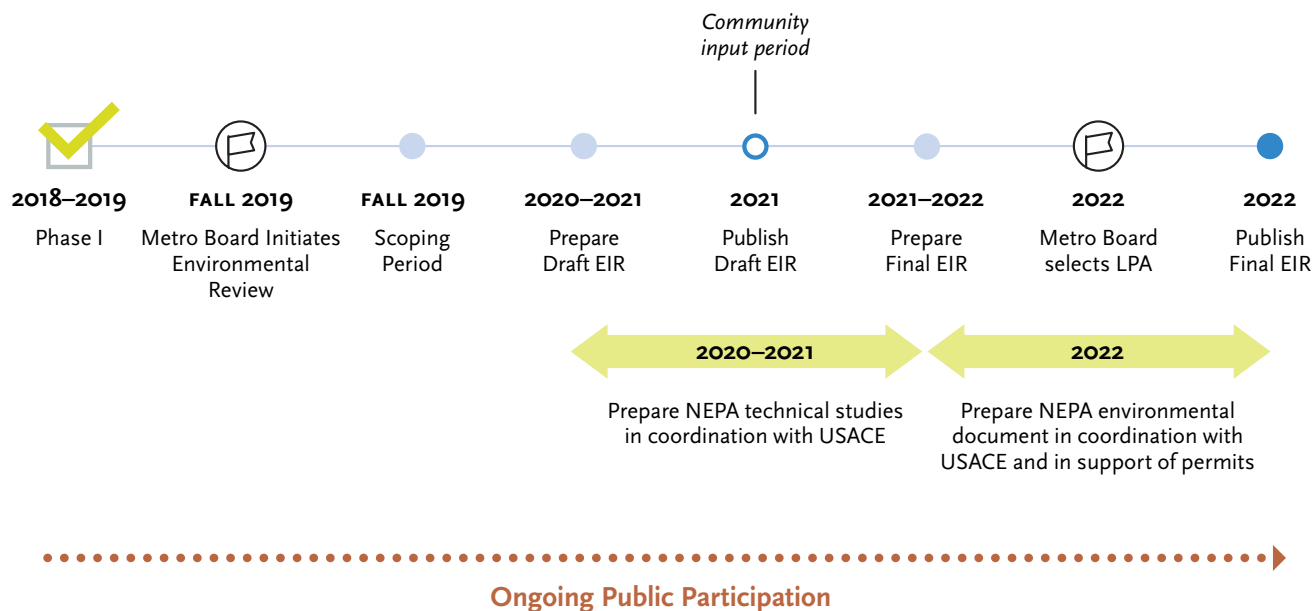 Community
input period
2018–2019
Phase I
FALL 2019
Metro Board Initiates
Environmental
Review
FALL 2019
Scoping
Period
2020–2021
Prepare
Draft EIR
2021
Publish
Draft EIR
2021–2022
Prepare
Final EIR
2022
Metro Board
selects LPA
2022
Publish
Final EIR
2020–2021
Prepare NEPA technical studies
in coordination with USACE
2022
Prepare NEPA environmental
document in coordination with
USACE and in support of permits
Ongoing Public Participation